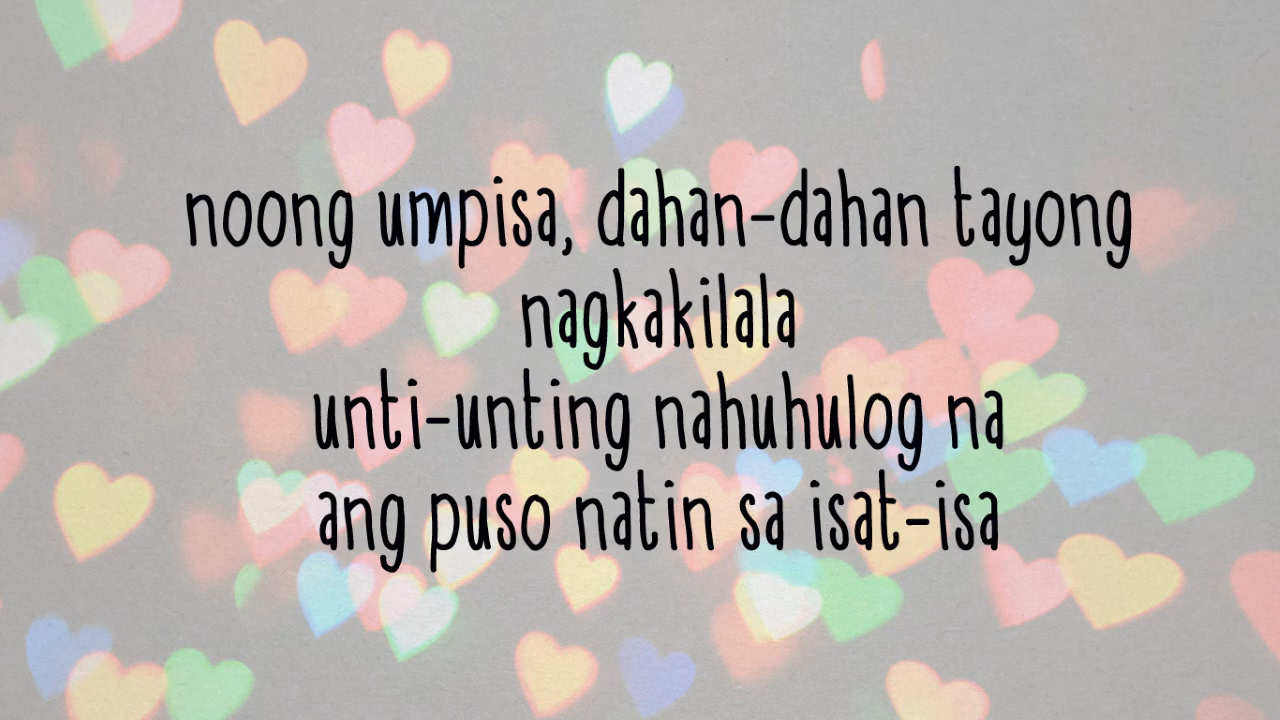 noong umpisa, dahan-dahan tayong
nagkakilala
unti-unting nahuhulog na
ang puso natin sa isat-isa